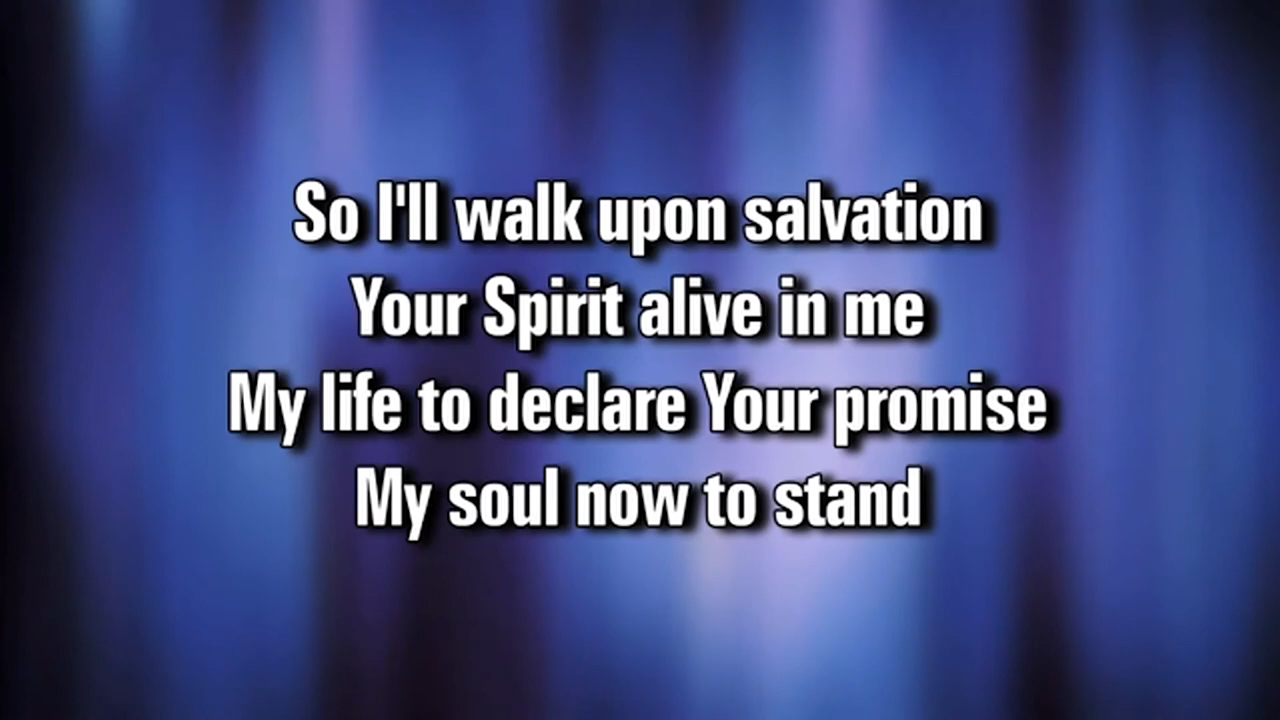 So I'll walk upon salvation
Your Spirit alive in me
My life to declare Your promise
My soul now to stand